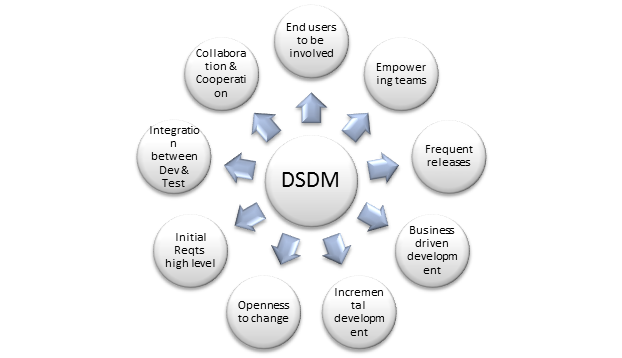 End users
to be
involved
Empower
ing teams
Frequent
releases
Business
driven
developm
ent
Incremen
tal
developm
ent
Openness
to change
Initial
Reqts
high level
Integratio
n
between
Dev &
Test
Collabora
tion &
Cooperati
on
DSDM